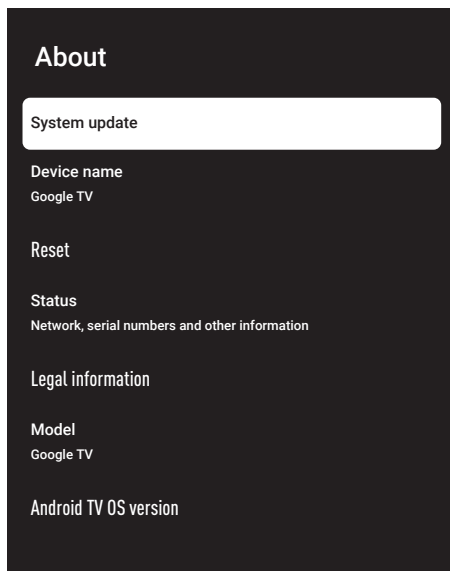 About
System update
Device name
Google TV
Reset
Status
Network, serial numbers and other information
Legal information
Model
Google TV
Android TV OS version